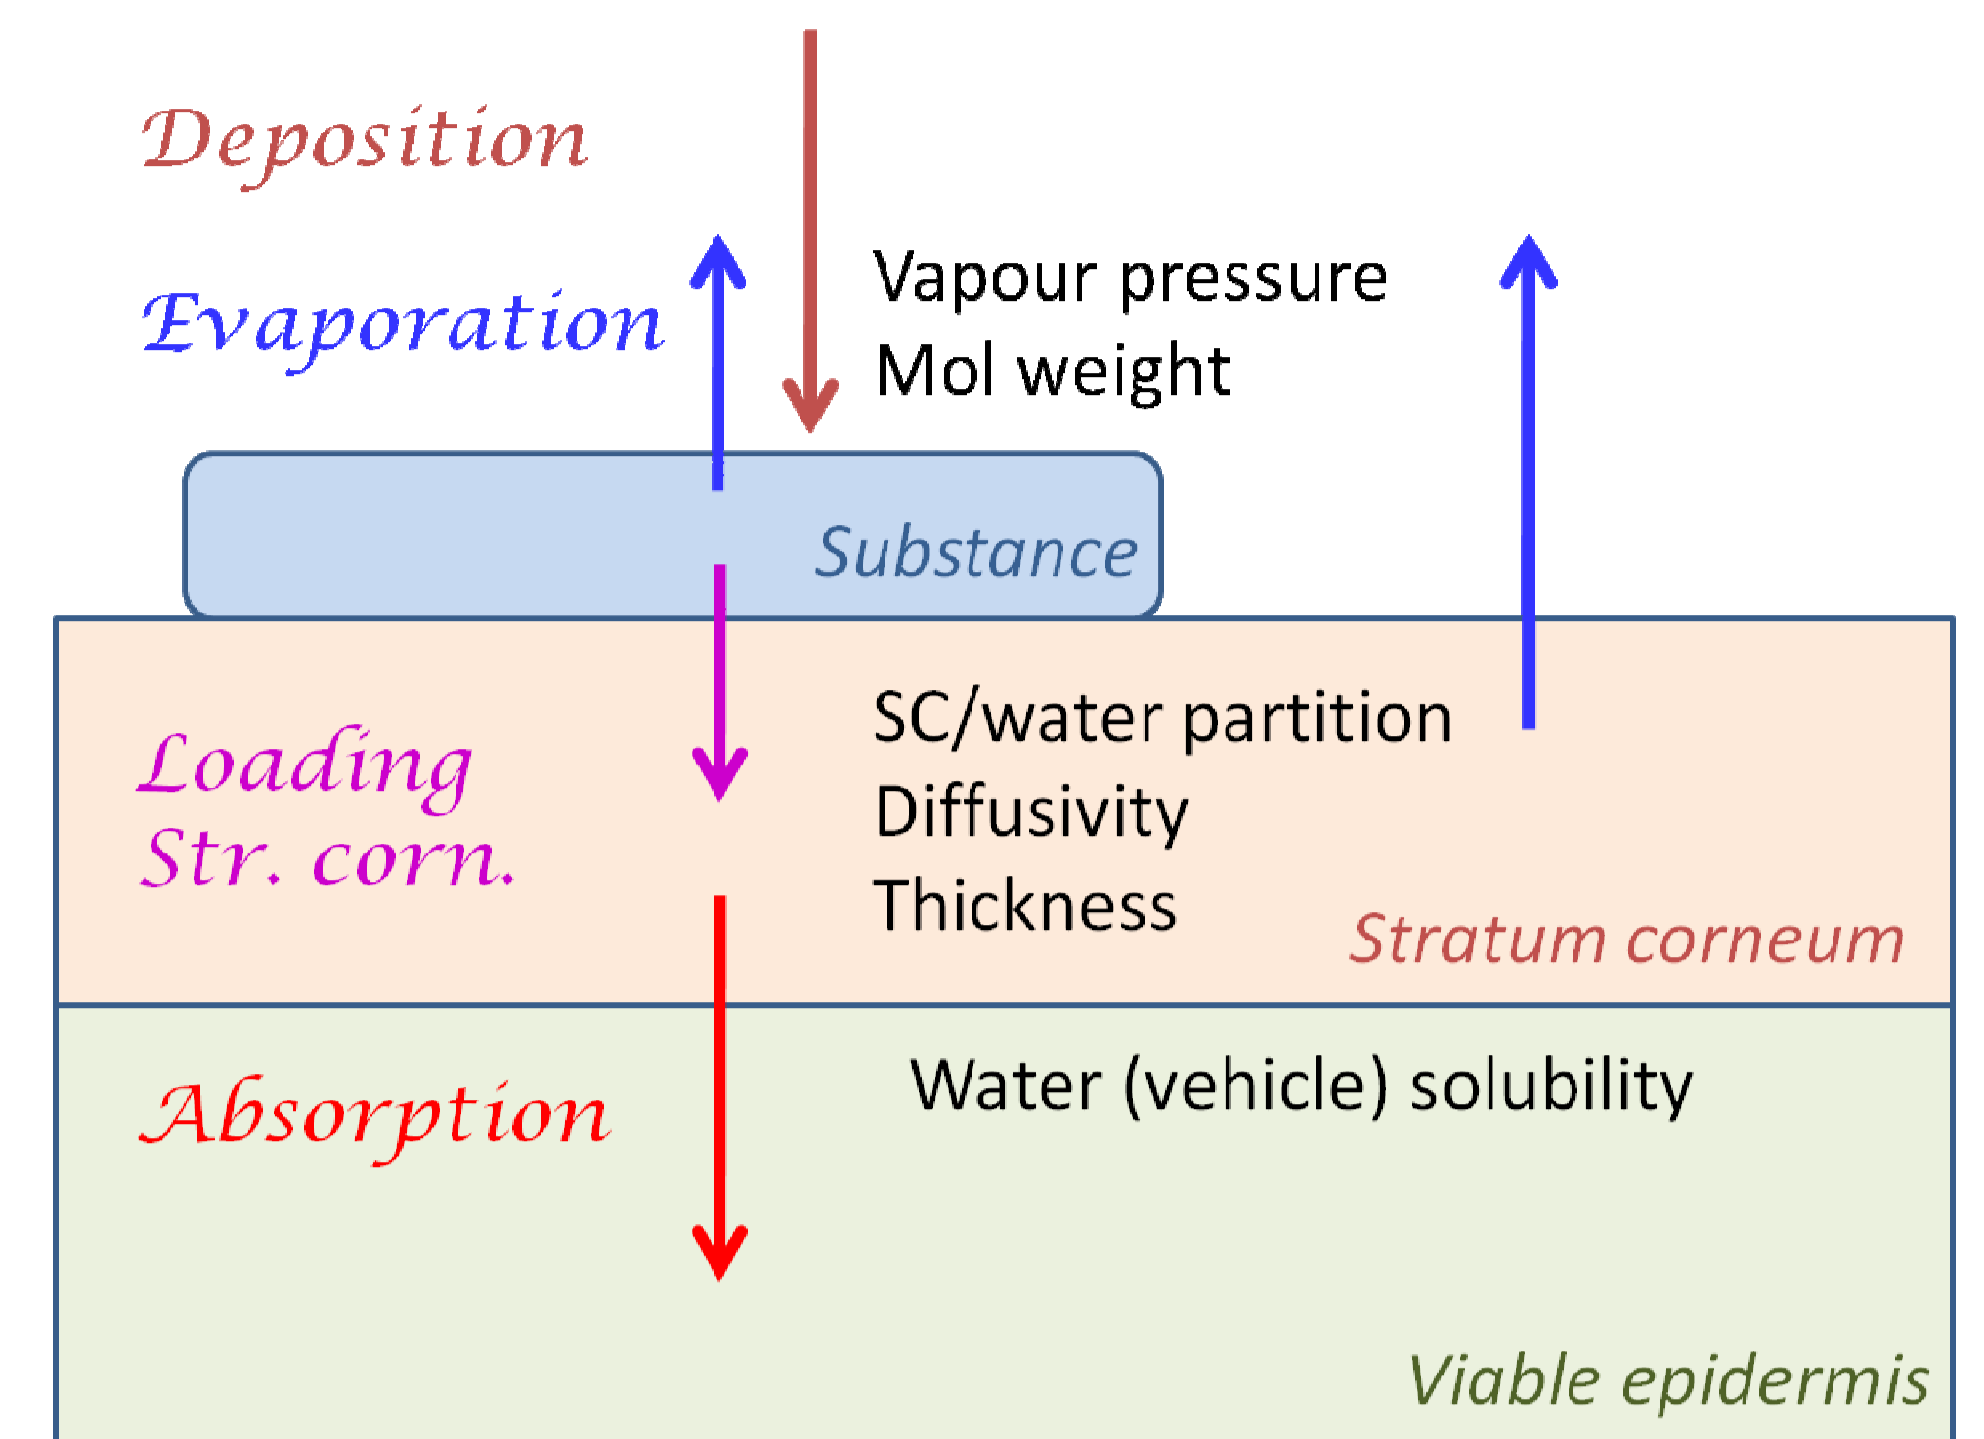 Deposition
Evaporation
Vapour pressure
Mol weight
Substance
Loading
Str. corn.
SC/water partition
Diffusivity
Thickness
Stratum corneum
Absorption
Water (vehicle) solubility
Viable epidermis